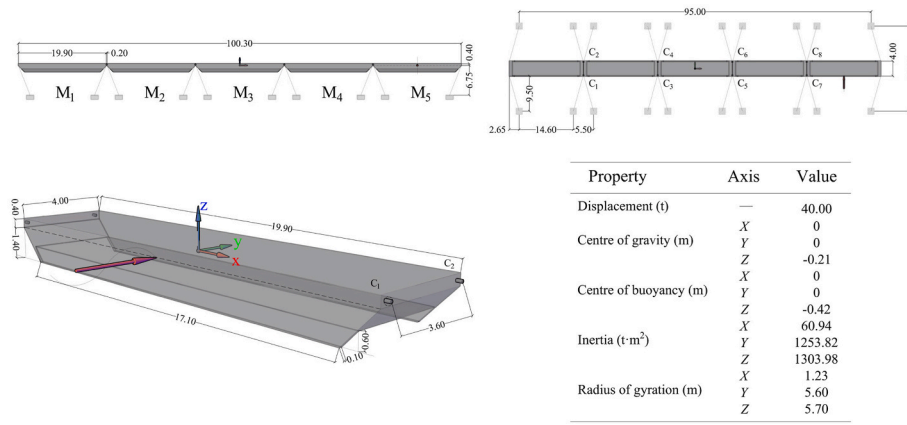 100.30
19.90
0.20
0.40
6.75
M1
M2
M3
M4
M5
95.00
C2
C4
C6
C8
4.00
C1
C3
C5
C7
9.50
2.65
14.60
5.50
4.00
0.40
1.40
19.90
z
y
x
C1
C2
17.10
3.60
0.60
0.10
Property Axis Value
Displacement (t) — 40.00
X 0
Centre of gravity (m) Y 0
Z -0.21
X 0
Centre of buoyancy (m) Y 0
Z -0.42
X 60.94
Inertia (t·m²) Y 1253.82
Z 1303.98
X 1.23
Radius of gyration (m) Y 5.60
Z 5.70